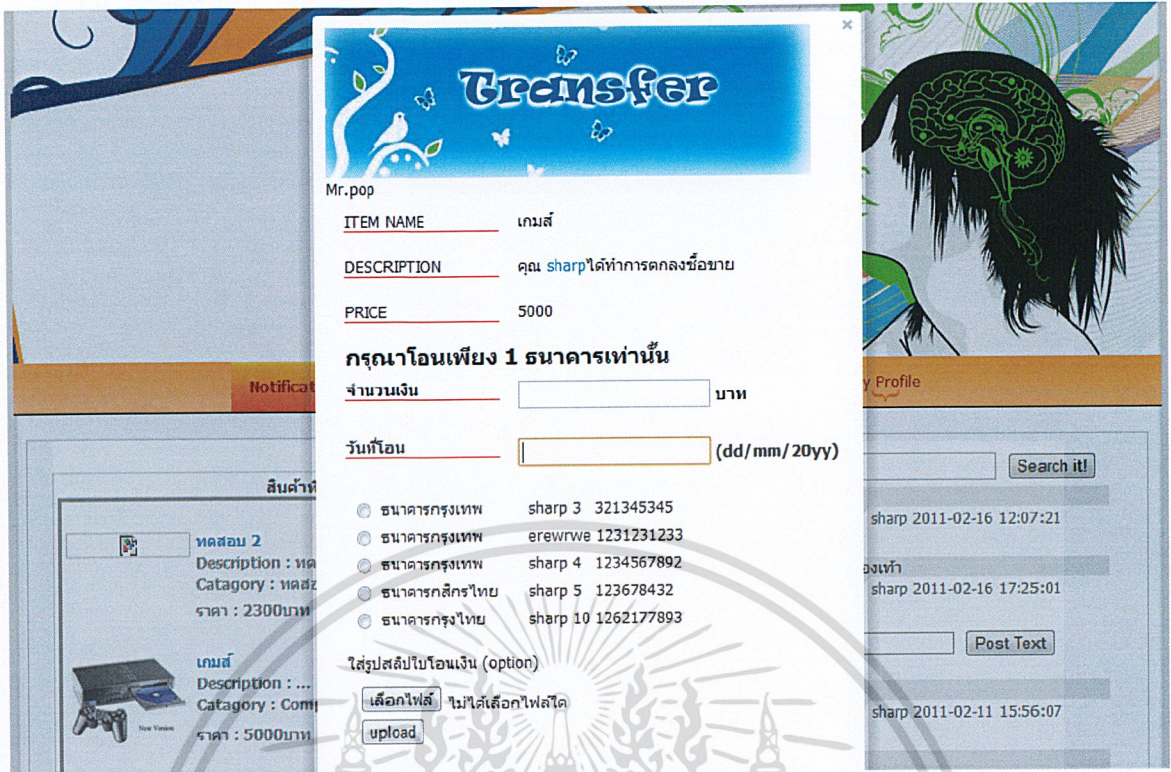 ×
Transfer
Mr.pop
ITEM NAME เกมส์
DESCRIPTION คุณ sharpได้ทำการตกลงซื้อขาย
PRICE 5000
กรุณาโอนเพียง 1 ธนาคารเท่านั้น
จำนวนเงิน บาท
วันที่โอน (dd/mm/20yy)
ธนาคารกรุงเทพ sharp 3 321345345
ธนาคารกรุงเทพ erewrwe 1231231233
ธนาคารกรุงเทพ sharp 4 1234567892
ธนาคารกสิกรไทย sharp 5 123678432
ธนาคารกรุงไทย sharp 10 1262177893
ใส่รูปสลิปใบโอนเงิน (option)
เลือกไฟล์ ไม่ได้เลือกไฟล์ใด
upload
Notificat
y Profile
สินค้าที
ทดสอบ 2
Description : ทด
Catagory : ทดส
ราคา : 2300บาท
เกมส์
Description : ...
Catagory : Com
ราคา : 5000บาท
New Version
Search it!
sharp 2011-02-16 12:07:21
องเท้า
sharp 2011-02-16 17:25:01
Post Text
sharp 2011-02-11 15:56:07